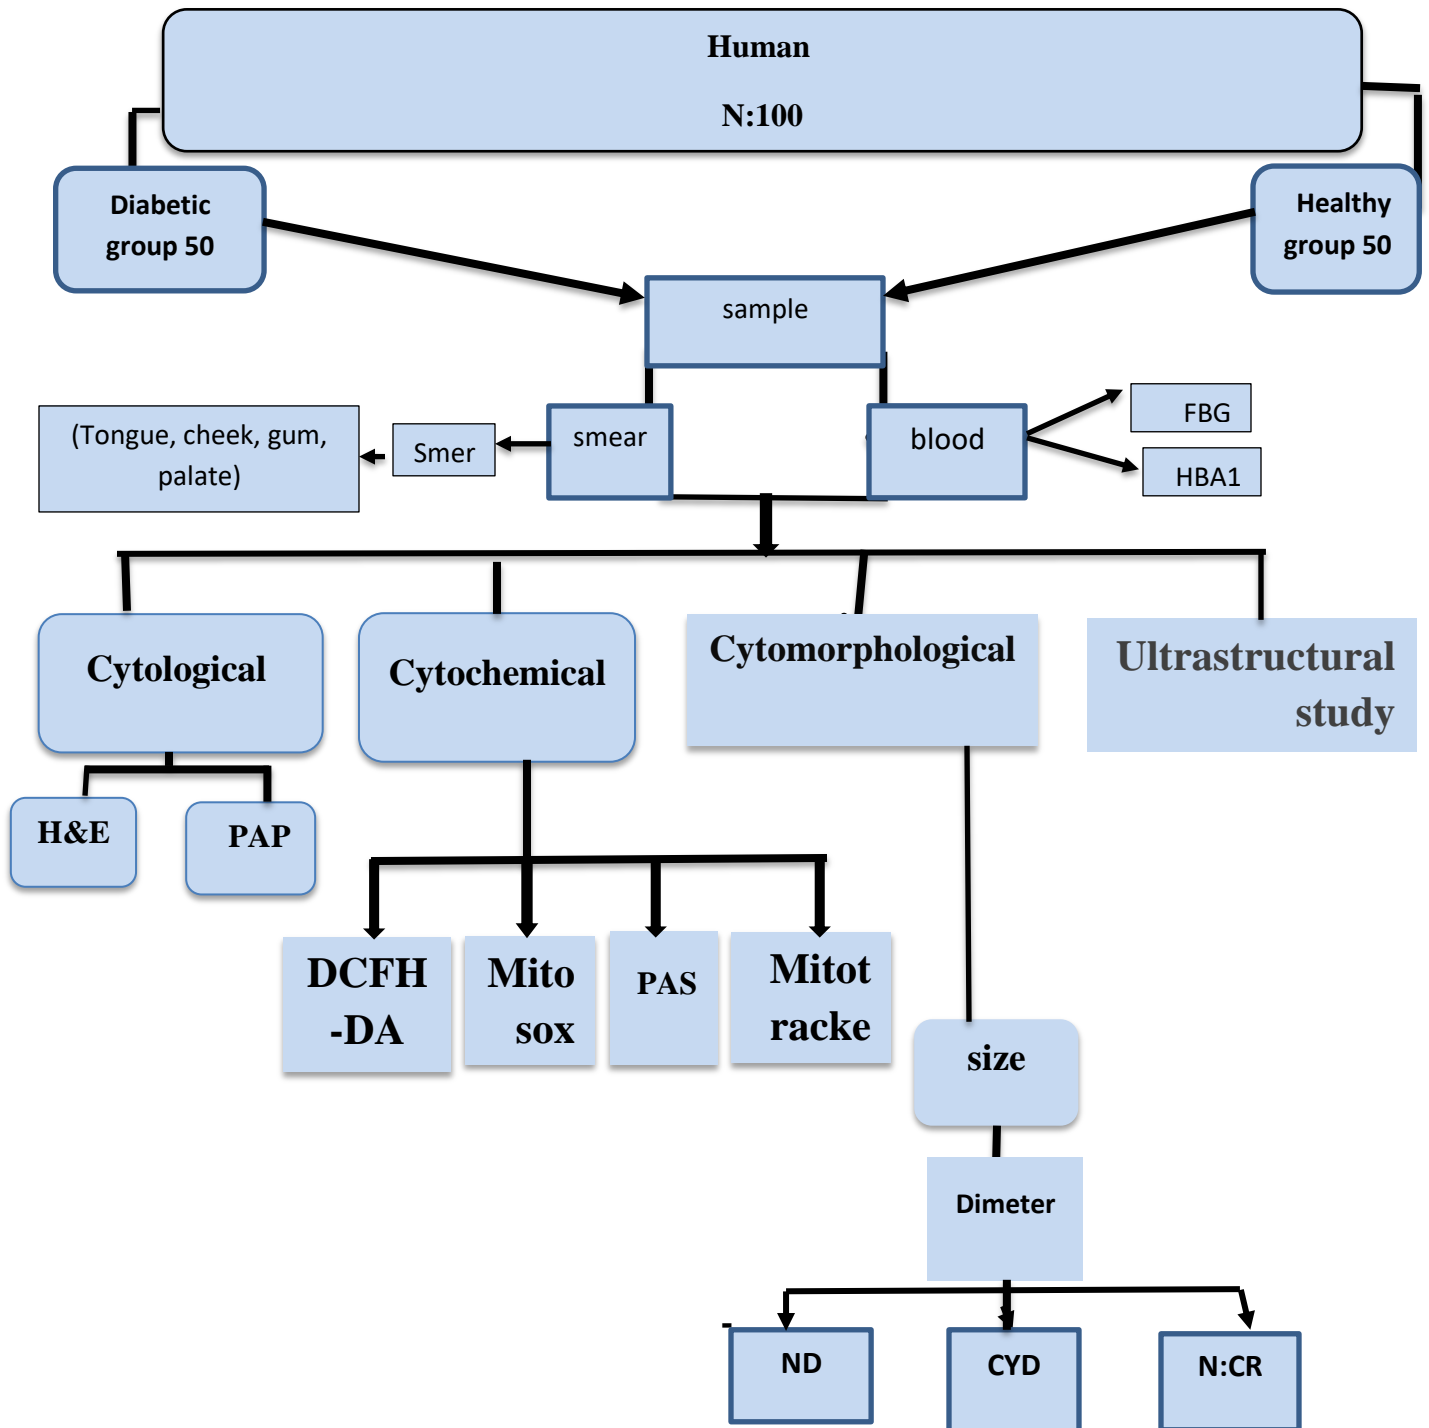 Human
N:100
Diabetic
group 50
Healthy
group 50
sample
(Tongue, cheek, gum,
palate)
Smer
smear
blood
FBG
HBA1
Cytological
Cytochemical
Cytomorphological
Ultrastructural
study
H&E
PAP
DCFH
-DA
Mito
sox
PAS
Mitot
racke
size
Dimeter
ND
CYD
N:CR